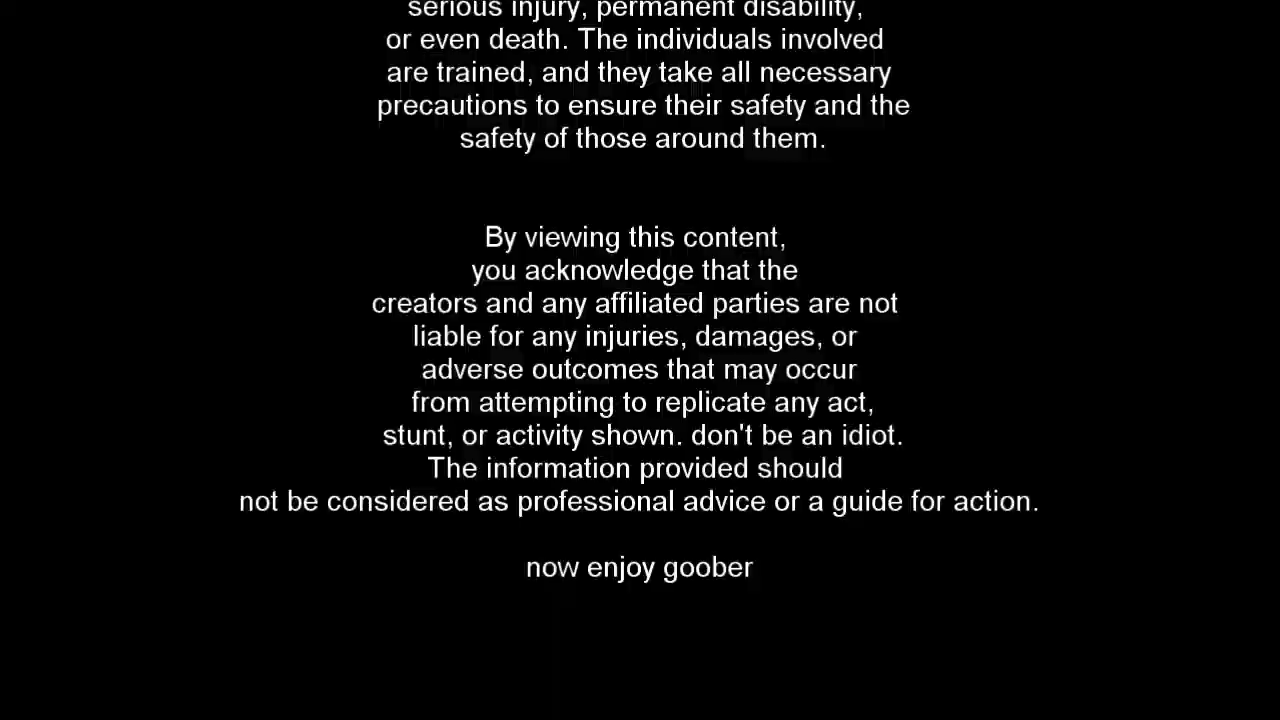 serious injury, permanent disability,
or even death. The individuals involved
are trained, and they take all necessary
precautions to ensure their safety and the
safety of those around them.
By viewing this content,
you acknowledge that the
creators and any affiliated parties are not
liable for any injuries, damages, or
adverse outcomes that may occur
from attempting to replicate any act,
stunt, or activity shown. don't be an idiot.
The information provided should
not be considered as professional advice or a guide for action.
now enjoy goober